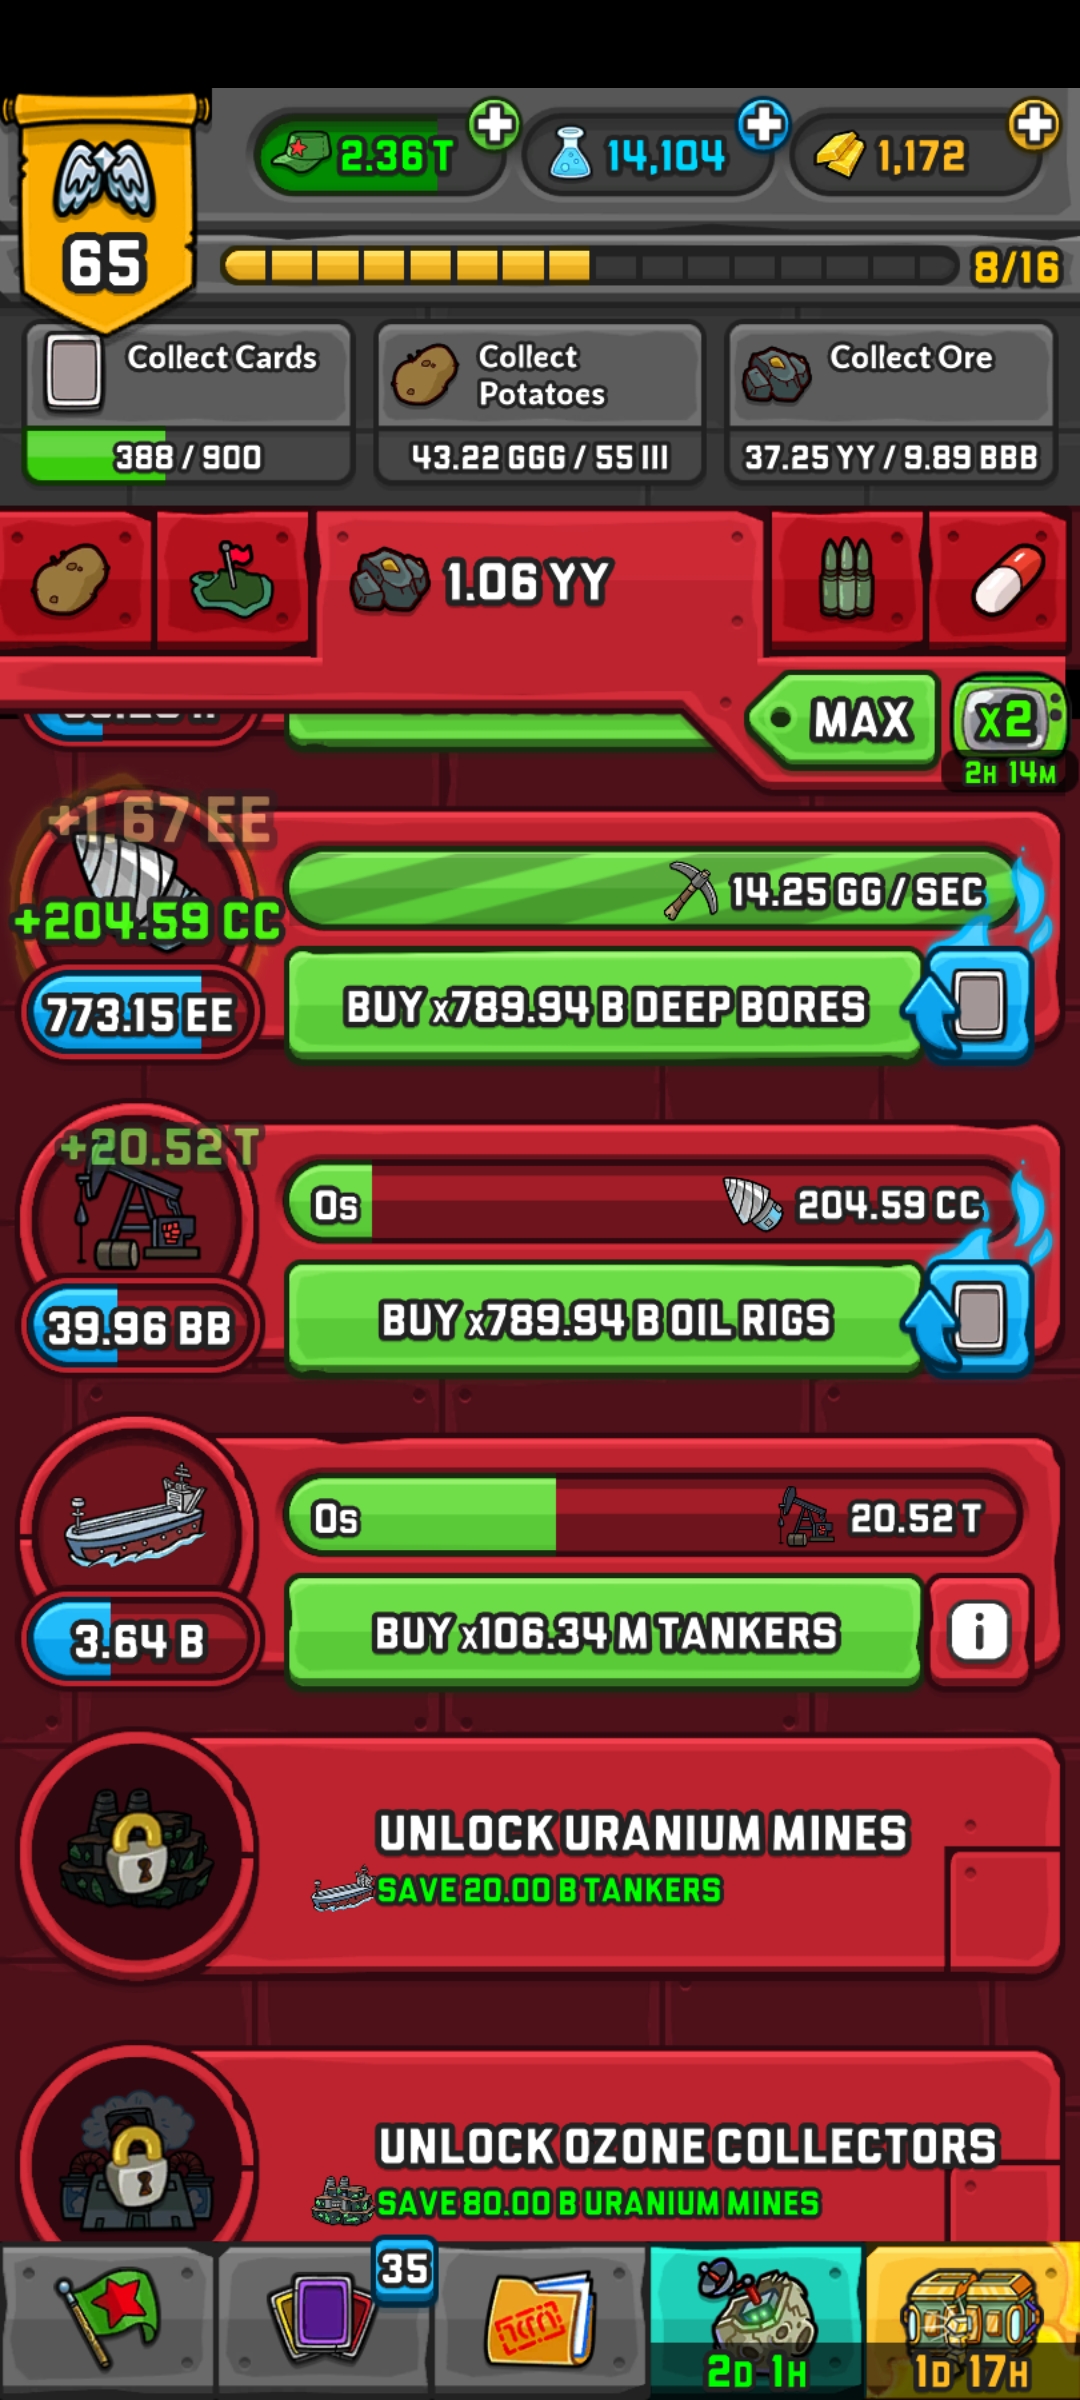 2.36 T
14,104
1,172
65
8/16
Collect Cards
388 / 900
Collect
Potatoes
43.22 GGG / 55 III
Collect Ore
37.25 YY / 9.89 BBB
1.06 YY
MAX
x2
2H 14M
+1.67 EE
+204.59 CC
14.25 GG / SEC
773.15 EE
BUY x789.94 B DEEP BORES
+20.52 T
0s
204.59 CC
39.96 BB
BUY x789.94 B OIL RIGS
0s
20.52 T
3.64 B
BUY x106.34 M TANKERS
i
UNLOCK URANIUM MINES
SAVE 20.00 B TANKERS
UNLOCK OZONE COLLECTORS
SAVE 80.00 B URANIUM MINES
35
2D 1H
1D 17H